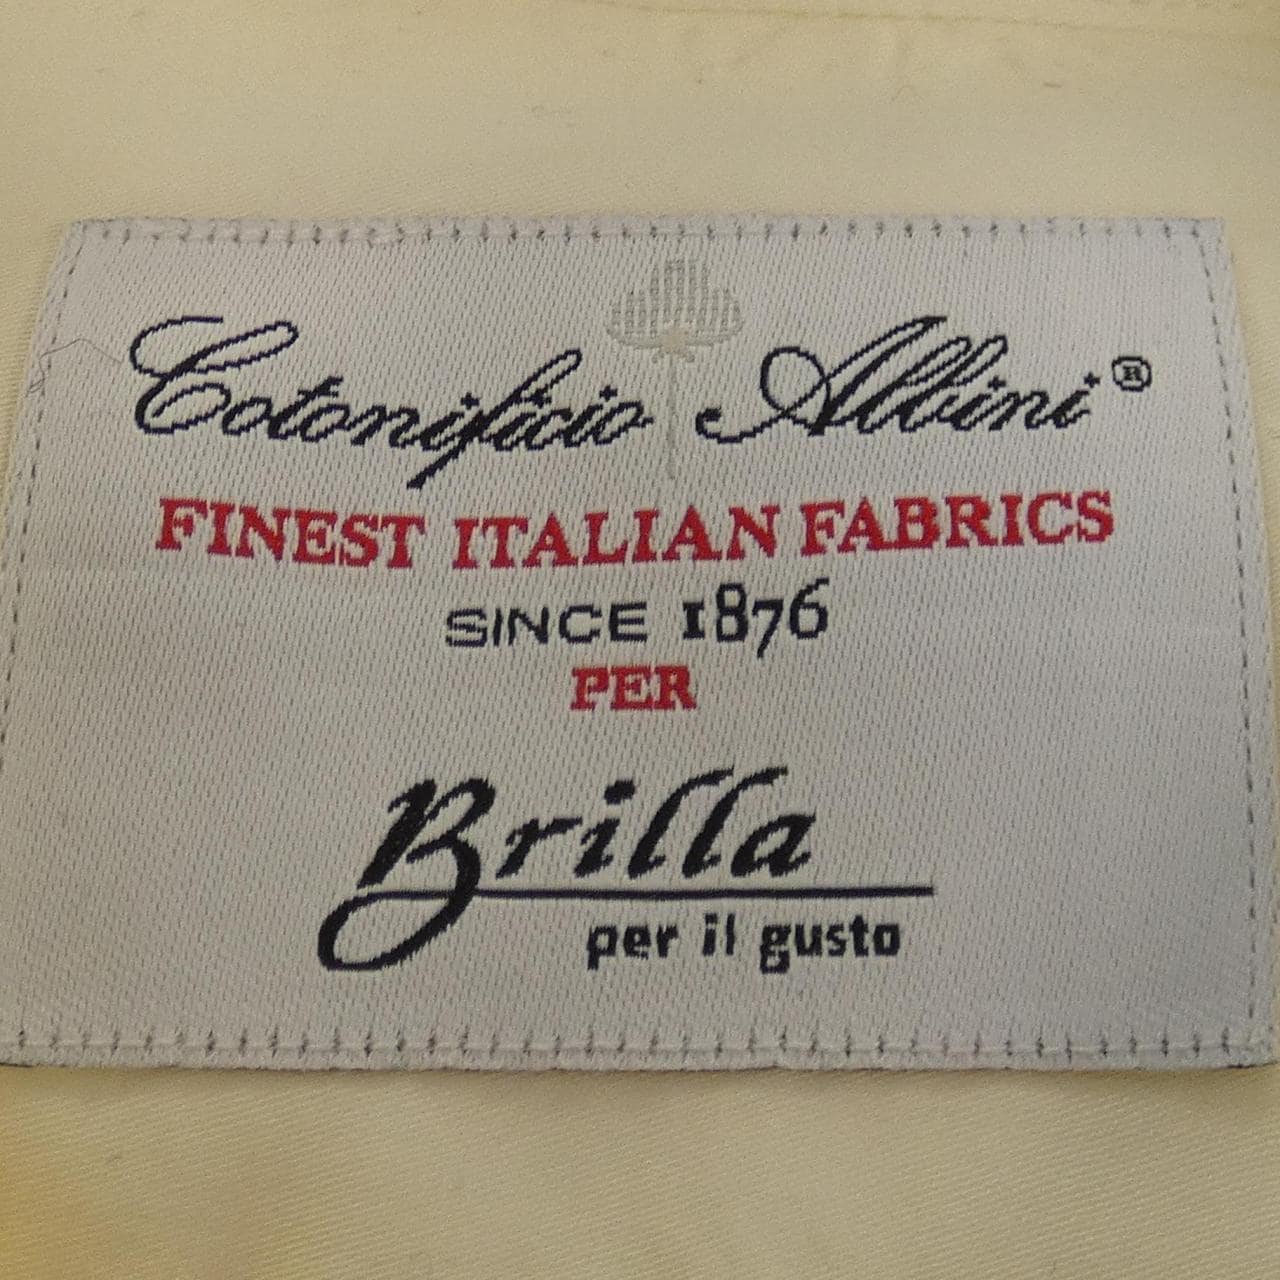 Cotonificio Albini®
FINEST ITALIAN FABRICS
SINCE 1876
PER
Brilla
per il gusto